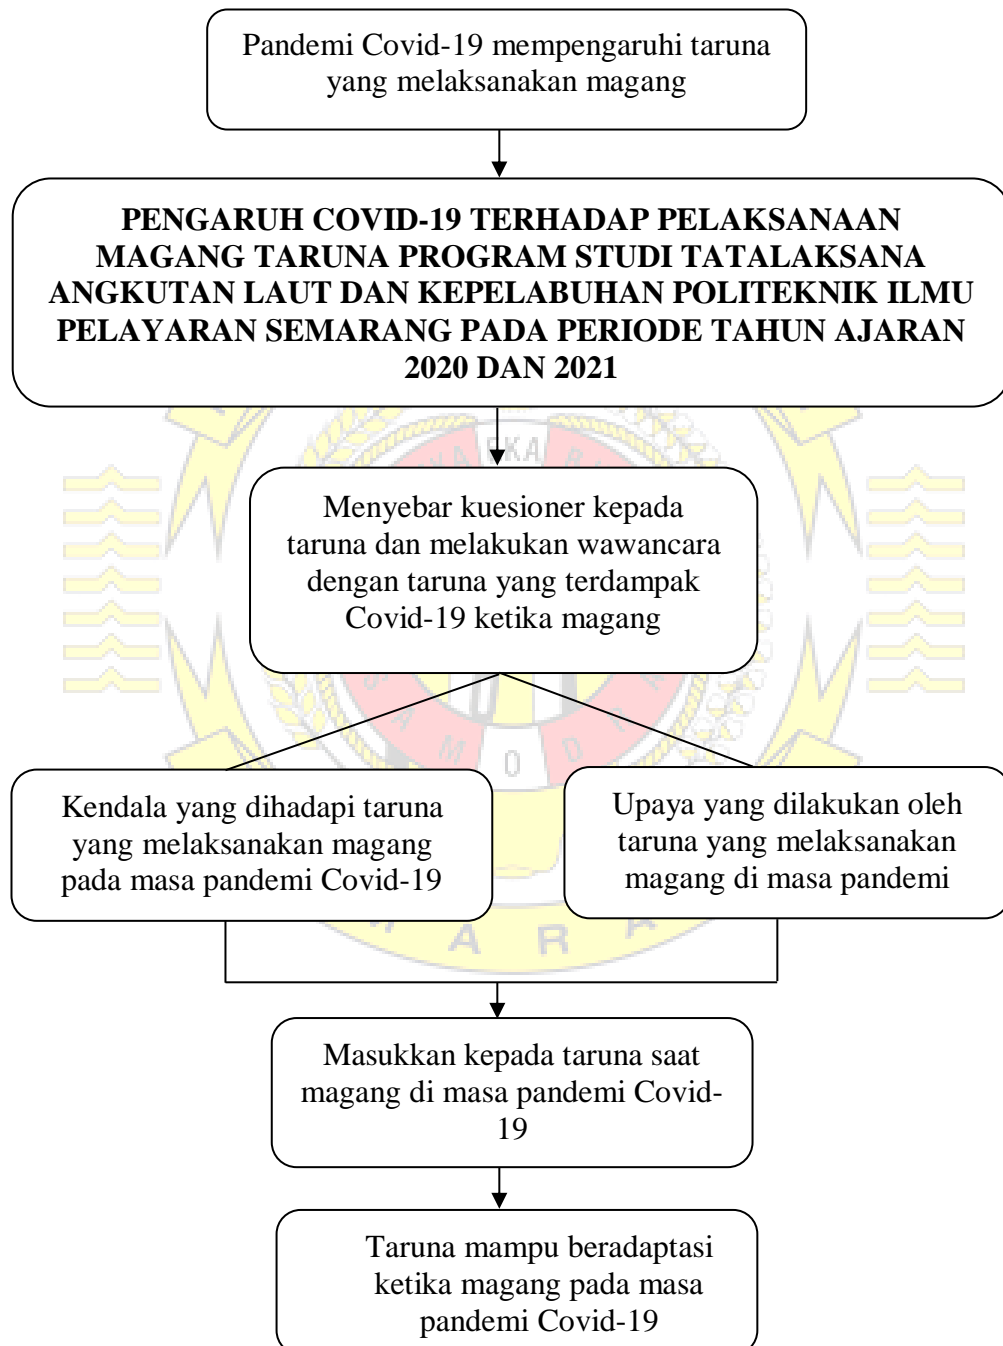 Pandemi Covid-19 mempengaruhi taruna
yang melaksanakan magang
PENGARUH COVID-19 TERHADAP PELAKSANAAN
MAGANG TARUNA PROGRAM STUDI TATALAKSANA
ANGKUTAN LAUT DAN KEPELABUHAN POLITEKNIK ILMU
PELAYARAN SEMARANG PADA PERIODE TAHUN AJARAN
2020 DAN 2021
Menyebar kuesioner kepada
taruna dan melakukan wawancara
dengan taruna yang terdampak
Covid-19 ketika magang
Kendala yang dihadapi taruna
yang melaksanakan magang
pada masa pandemi Covid-19
Upaya yang dilakukan oleh
taruna yang melaksanakan
magang di masa pandemi
Masukkan kepada taruna saat
magang di masa pandemi Covid-
19
Taruna mampu beradaptasi
ketika magang pada masa
pandemi Covid-19